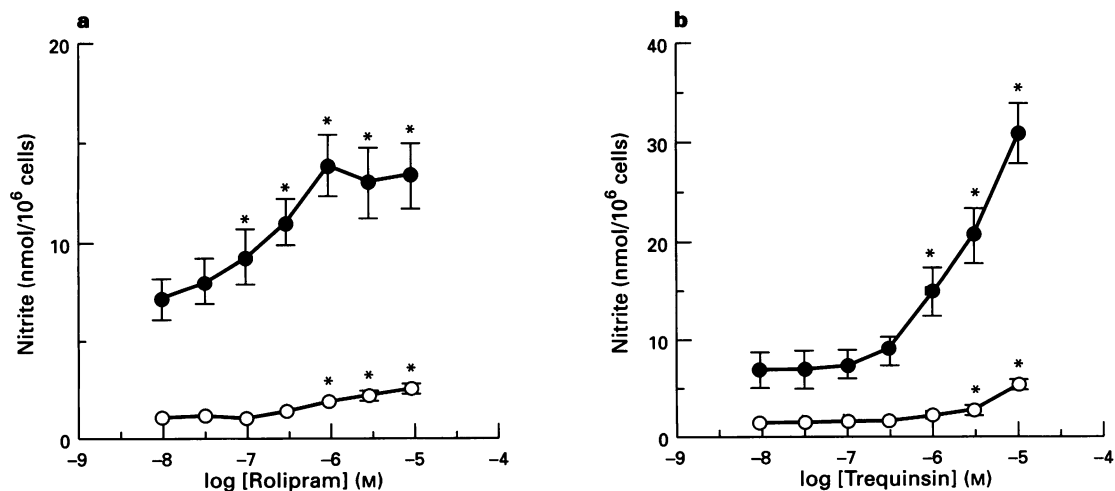 a
20
10
0
Nitrite (nmol/10⁶ cells)
* * * * *
* * *
−9 −8 −7 −6 −5 −4
log [Rolipram] (M)
b
40
30
20
10
0
Nitrite (nmol/10⁶ cells)
* * *
* *
−9 −8 −7 −6 −5 −4
log [Trequinsin] (M)